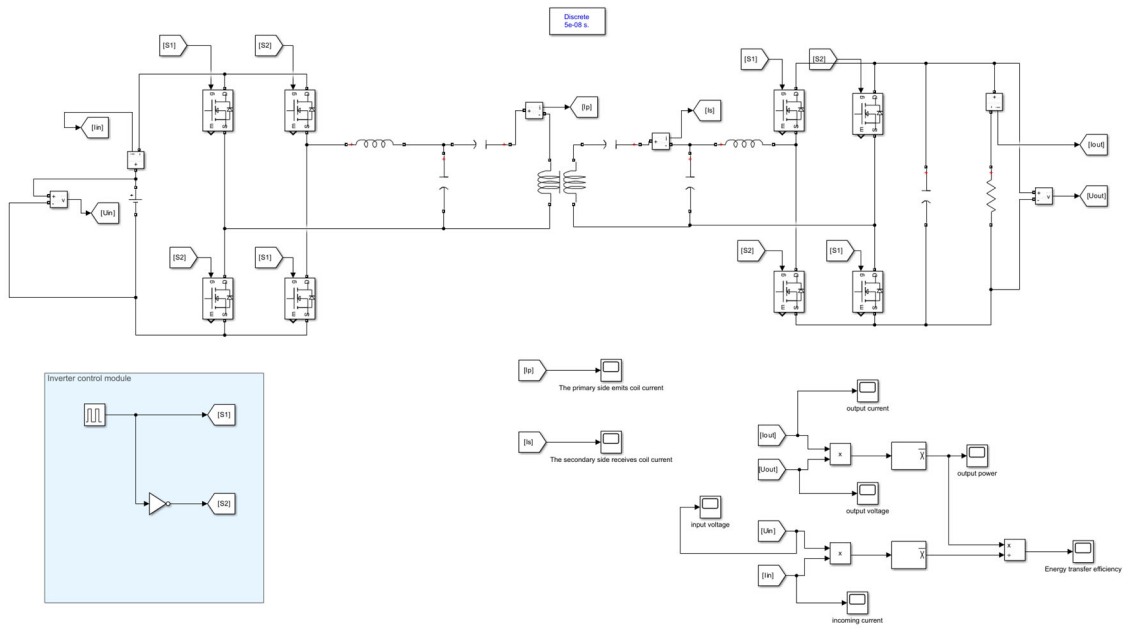 Discrete
5e-08 s.
[S1]
[S2]
[S1]
[S2]
[Iin]
[Ip]
[Is]
[Iout]
[Uin]
[Uout]
[S2]
[S1]
[S2]
[S1]
Inverter control module
[S1]
[S2]
[Ip]
The primary side emits coil current
[Is]
The secondary side receives coil current
output current
[Iout]
[Uout]
output power
output voltage
input voltage
[Uin]
[Iin]
Energy transfer efficiency
incoming current